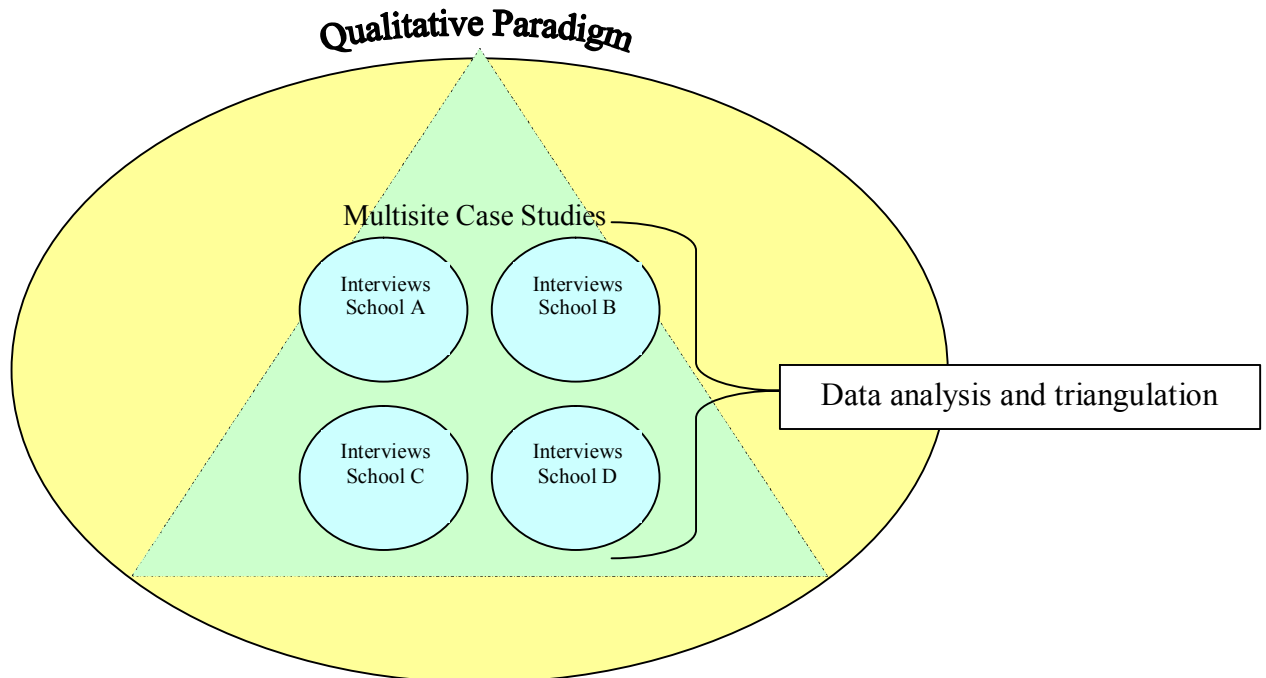 Qualitative Paradigm
Multisite Case Studies
Interviews
School A
Interviews
School B
Data analysis and triangulation
Interviews
School C
Interviews
School D